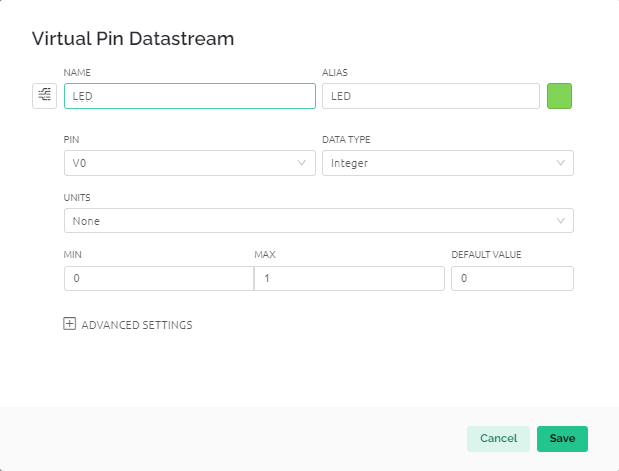 Virtual Pin Datastream
NAME ALIAS
LED LED
PIN DATA TYPE
V0 Integer
UNITS
None
MIN MAX DEFAULT VALUE
0 1 0
ADVANCED SETTINGS
Cancel Save